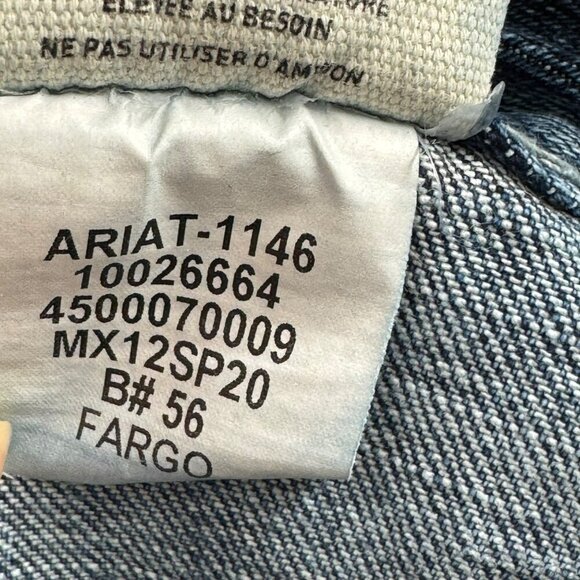 ÉLEVÉE AU BESOIN
NE PAS UTILISER D'AMIDON
ARIAT-1146
10026664
4500070009
MX12SP20
B# 56
FARGO